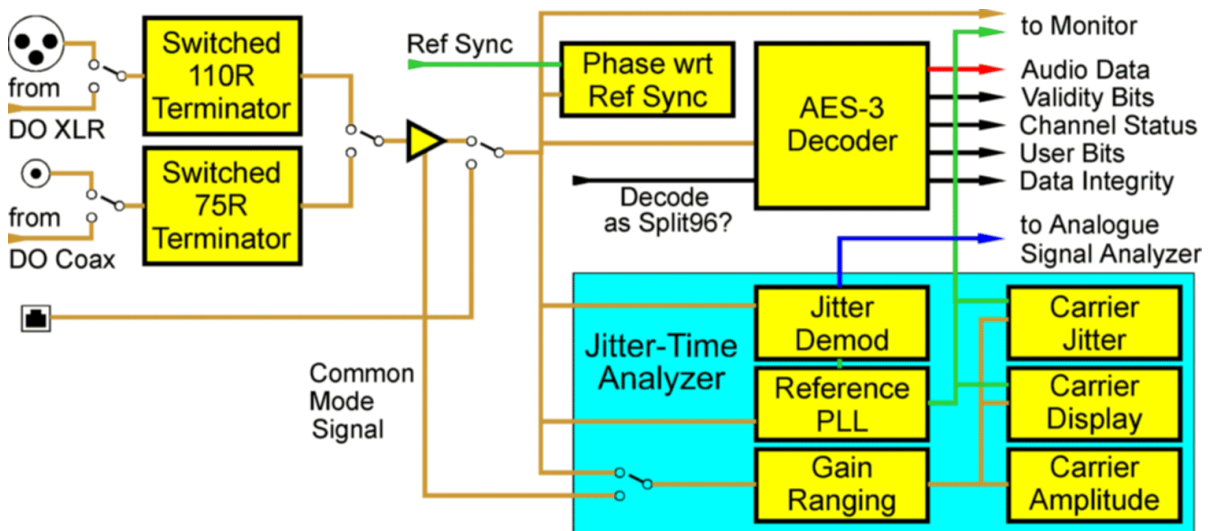 Switched
110R
Terminator
from
DO XLR
Switched
75R
Terminator
from
DO Coax
Ref Sync
Phase wrt
Ref Sync
AES-3
Decoder
Decode
as Split96?
to Monitor
Audio Data
Validity Bits
Channel Status
User Bits
Data Integrity
to Analogue
Signal Analyzer
Common
Mode
Signal
Jitter-Time
Analyzer
Jitter
Demod
Reference
PLL
Gain
Ranging
Carrier
Jitter
Carrier
Display
Carrier
Amplitude